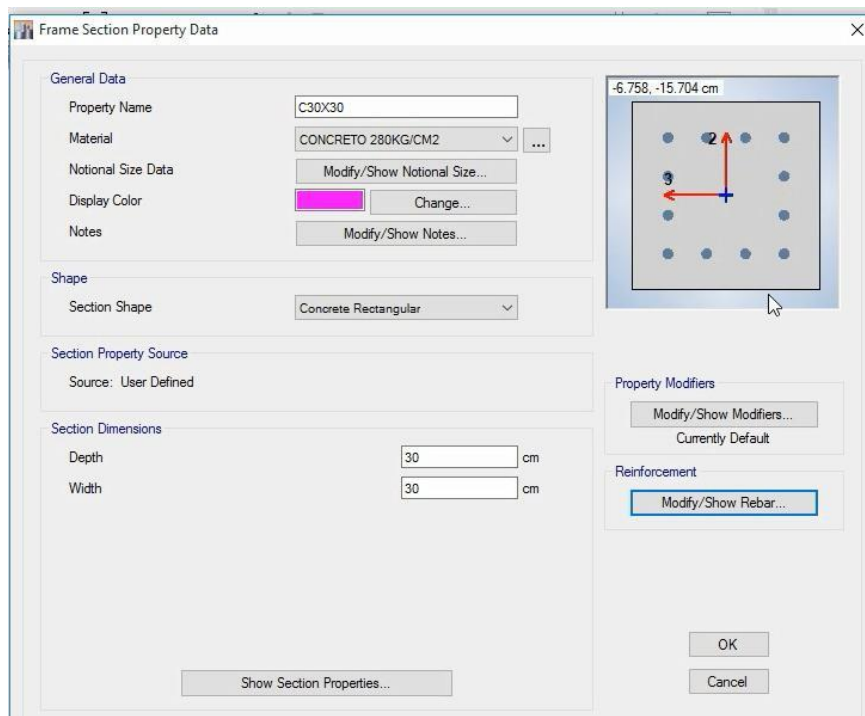 Frame Section Property Data
General Data
Property Name C30X30
Material CONCRETO 280KG/CM2 ...
Notional Size Data Modify/Show Notional Size...
Display Color Change...
Notes Modify/Show Notes...
Shape
Section Shape Concrete Rectangular
Section Property Source
Source: User Defined
Section Dimensions
Depth 30 cm
Width 30 cm
Show Section Properties...
-6.758, -15.704 cm
2
3
Property Modifiers
Modify/Show Modifiers...
Currently Default
Reinforcement
Modify/Show Rebar...
OK
Cancel